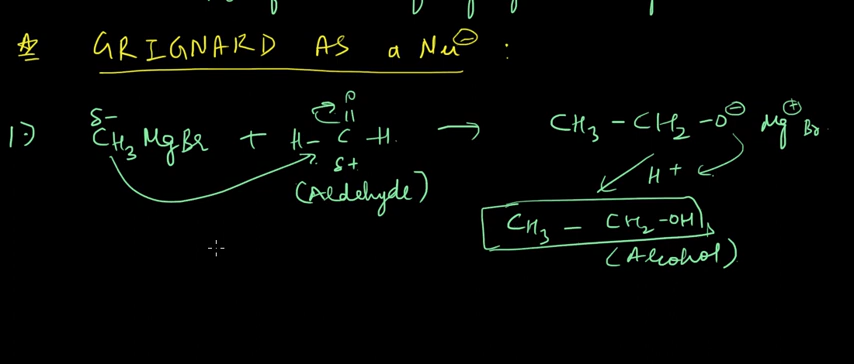 GRIGNARD AS a Nu⊖ :
1.) δ- CH3MgBr + H-C-H → CH3-CH2-O⊖ Mg⊕Br
O
δ+
(Aldehyde)
H+
CH3 - CH2-OH
(Alcohol)